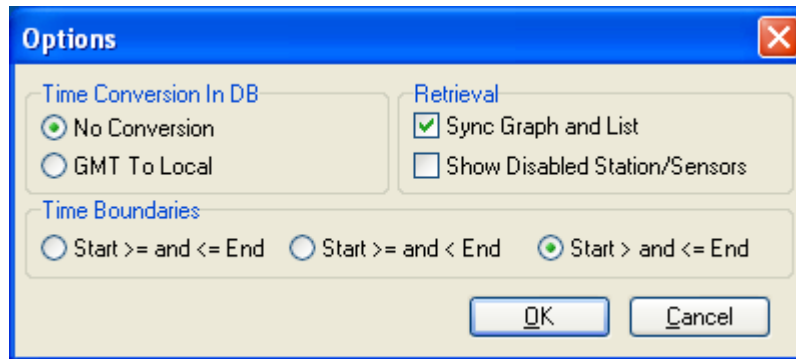 Options
Time Conversion In DB
No Conversion
GMT To Local
Retrieval
Sync Graph and List
Show Disabled Station/Sensors
Time Boundaries
Start >= and <= End Start >= and < End Start > and <= End
OK Cancel